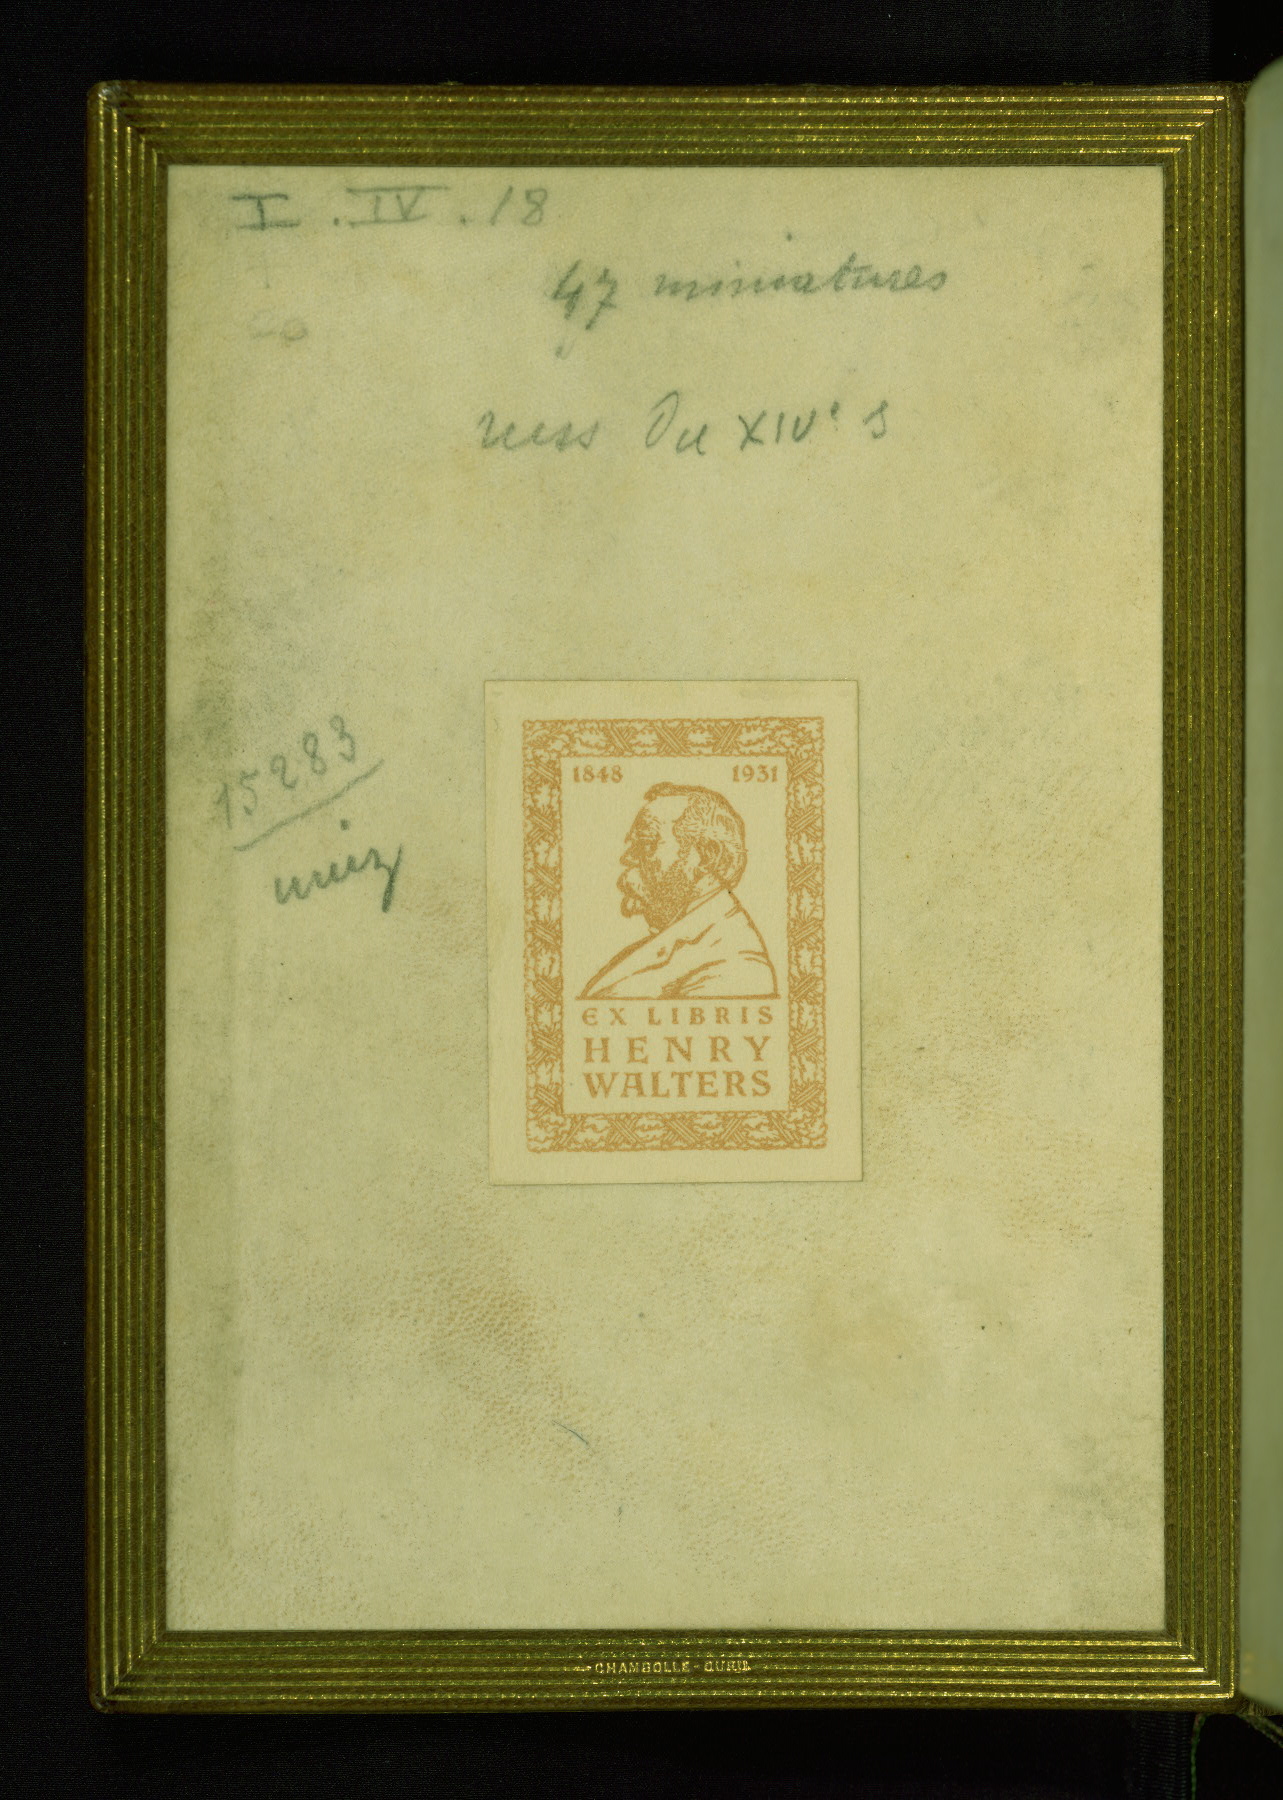 I . IV . 18
47 miniatures
mss du XIVe s
15283
1848 1931
EX LIBRIS
HENRY
WALTERS
CHAMBOLLE-DURU